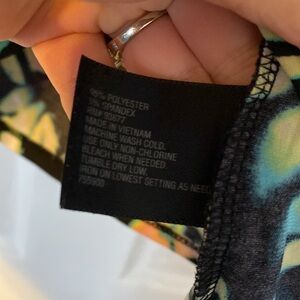 95% POLYESTER
5% SPANDEX
RN# 93677
MADE IN VIETNAM
MACHINE WASH COLD.
USE ONLY NON-CHLORINE
BLEACH WHEN NEEDED.
TUMBLE DRY LOW.
IRON ON LOWEST SETTING AS NEED